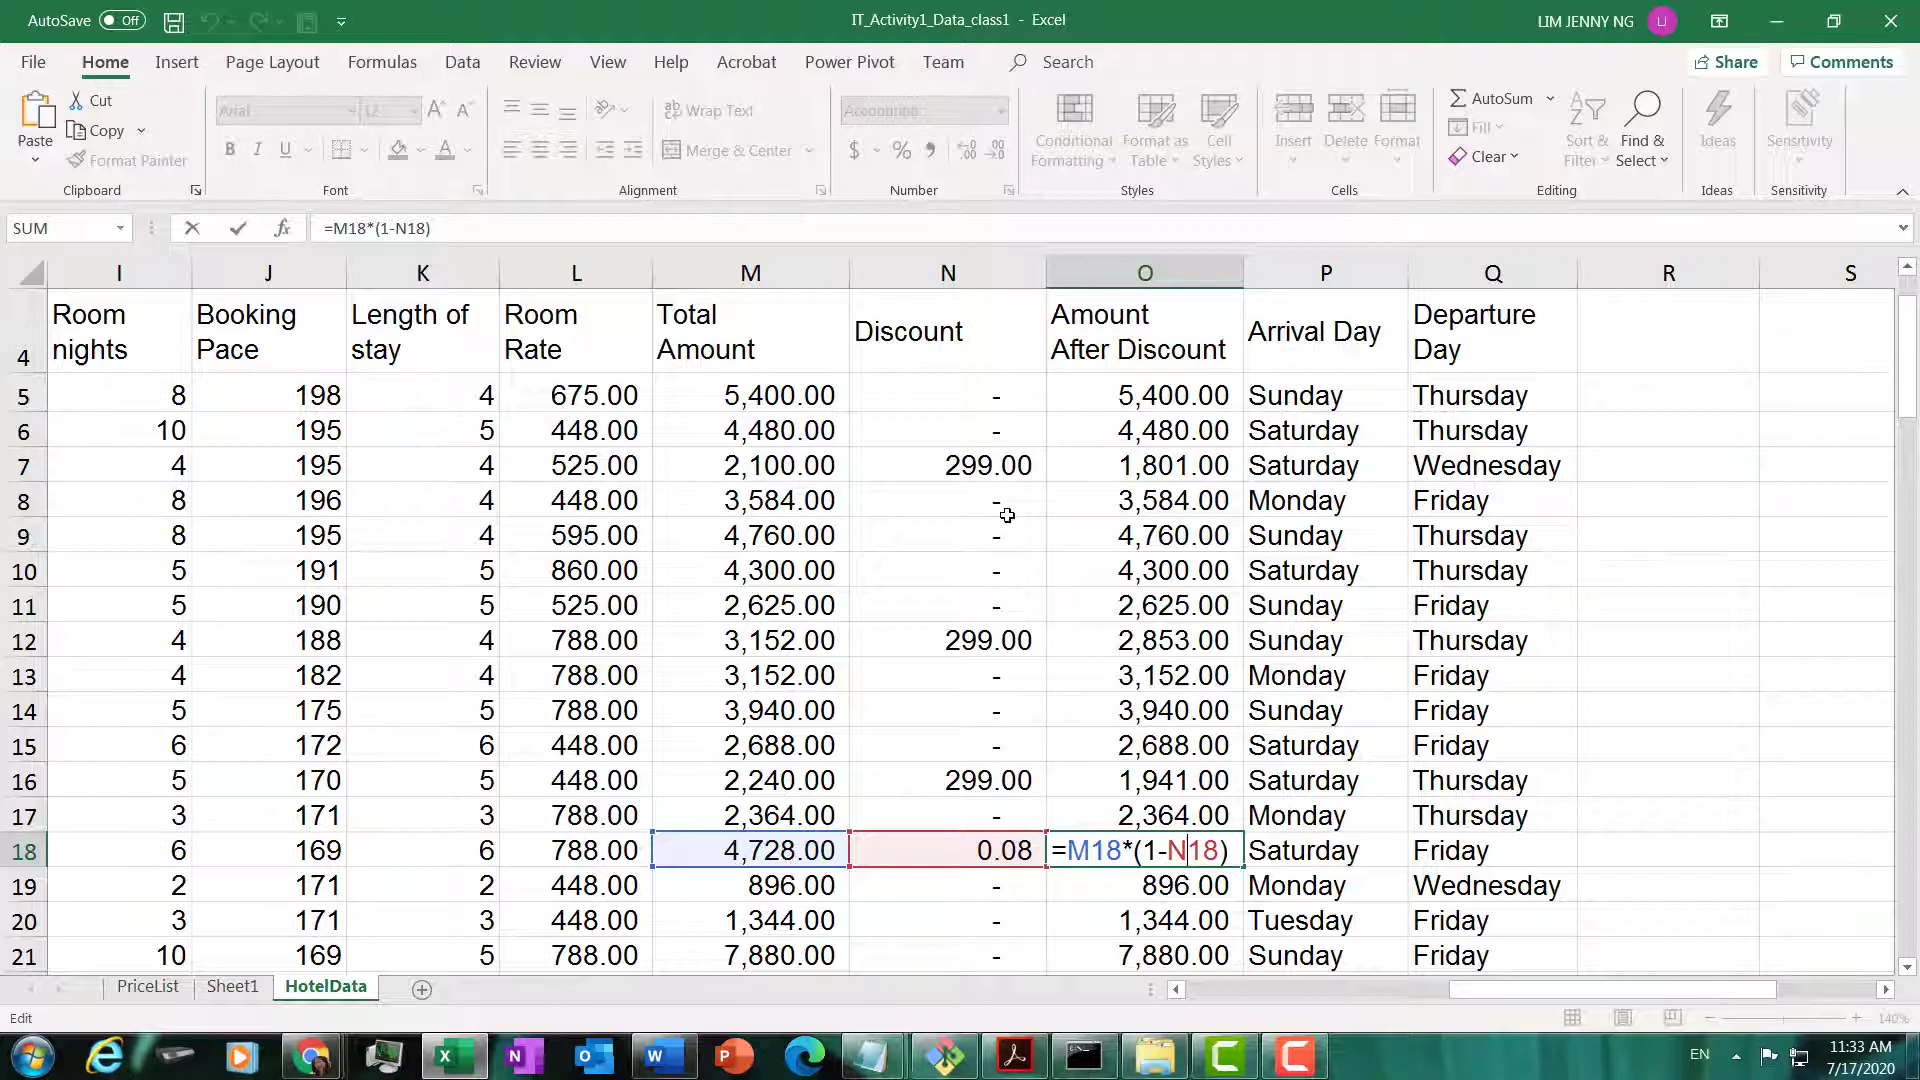 AutoSave Off IT_Activity1_Data_class1 - Excel LIM JENNY NG LJ
File Home Insert Page Layout Formulas Data Review View Help Acrobat Power Pivot Team Search Share Comments
Paste
Cut
Copy
Format Painter
Clipboard
Arial 12 A A
B I U A
Font
Wrap Text
Merge & Center
Alignment
Accounting
$ % ,
Number
Conditional Formatting
Format as Table
Cell Styles
Styles
Insert Delete Format
Cells
AutoSum
Fill
Clear
Sort & Filter
Find & Select
Editing
Ideas
Ideas
Sensitivity
Sensitivity
SUM fx =M18*(1-N18)
I J K L M N O P Q R S
4 Room nights Booking Pace Length of stay Room Rate Total Amount Discount Amount After Discount Arrival Day Departure Day
5 8 198 4 675.00 5,400.00 - 5,400.00 Sunday Thursday
6 10 195 5 448.00 4,480.00 - 4,480.00 Saturday Thursday
7 4 195 4 525.00 2,100.00 299.00 1,801.00 Saturday Wednesday
8 8 196 4 448.00 3,584.00 - 3,584.00 Monday Friday
9 8 195 4 595.00 4,760.00 - 4,760.00 Sunday Thursday
10 5 191 5 860.00 4,300.00 - 4,300.00 Saturday Thursday
11 5 190 5 525.00 2,625.00 - 2,625.00 Sunday Friday
12 4 188 4 788.00 3,152.00 299.00 2,853.00 Sunday Thursday
13 4 182 4 788.00 3,152.00 - 3,152.00 Monday Friday
14 5 175 5 788.00 3,940.00 - 3,940.00 Sunday Friday
15 6 172 6 448.00 2,688.00 - 2,688.00 Saturday Friday
16 5 170 5 448.00 2,240.00 299.00 1,941.00 Saturday Thursday
17 3 171 3 788.00 2,364.00 - 2,364.00 Monday Thursday
18 6 169 6 788.00 4,728.00 0.08 =M18*(1-N18) Saturday Friday
19 2 171 2 448.00 896.00 - 896.00 Monday Wednesday
20 3 171 3 448.00 1,344.00 - 1,344.00 Tuesday Friday
21 10 169 5 788.00 7,880.00 - 7,880.00 Sunday Friday
PriceList Sheet1 HotelData
Edit 140%
EN 11:33 AM
7/17/2020